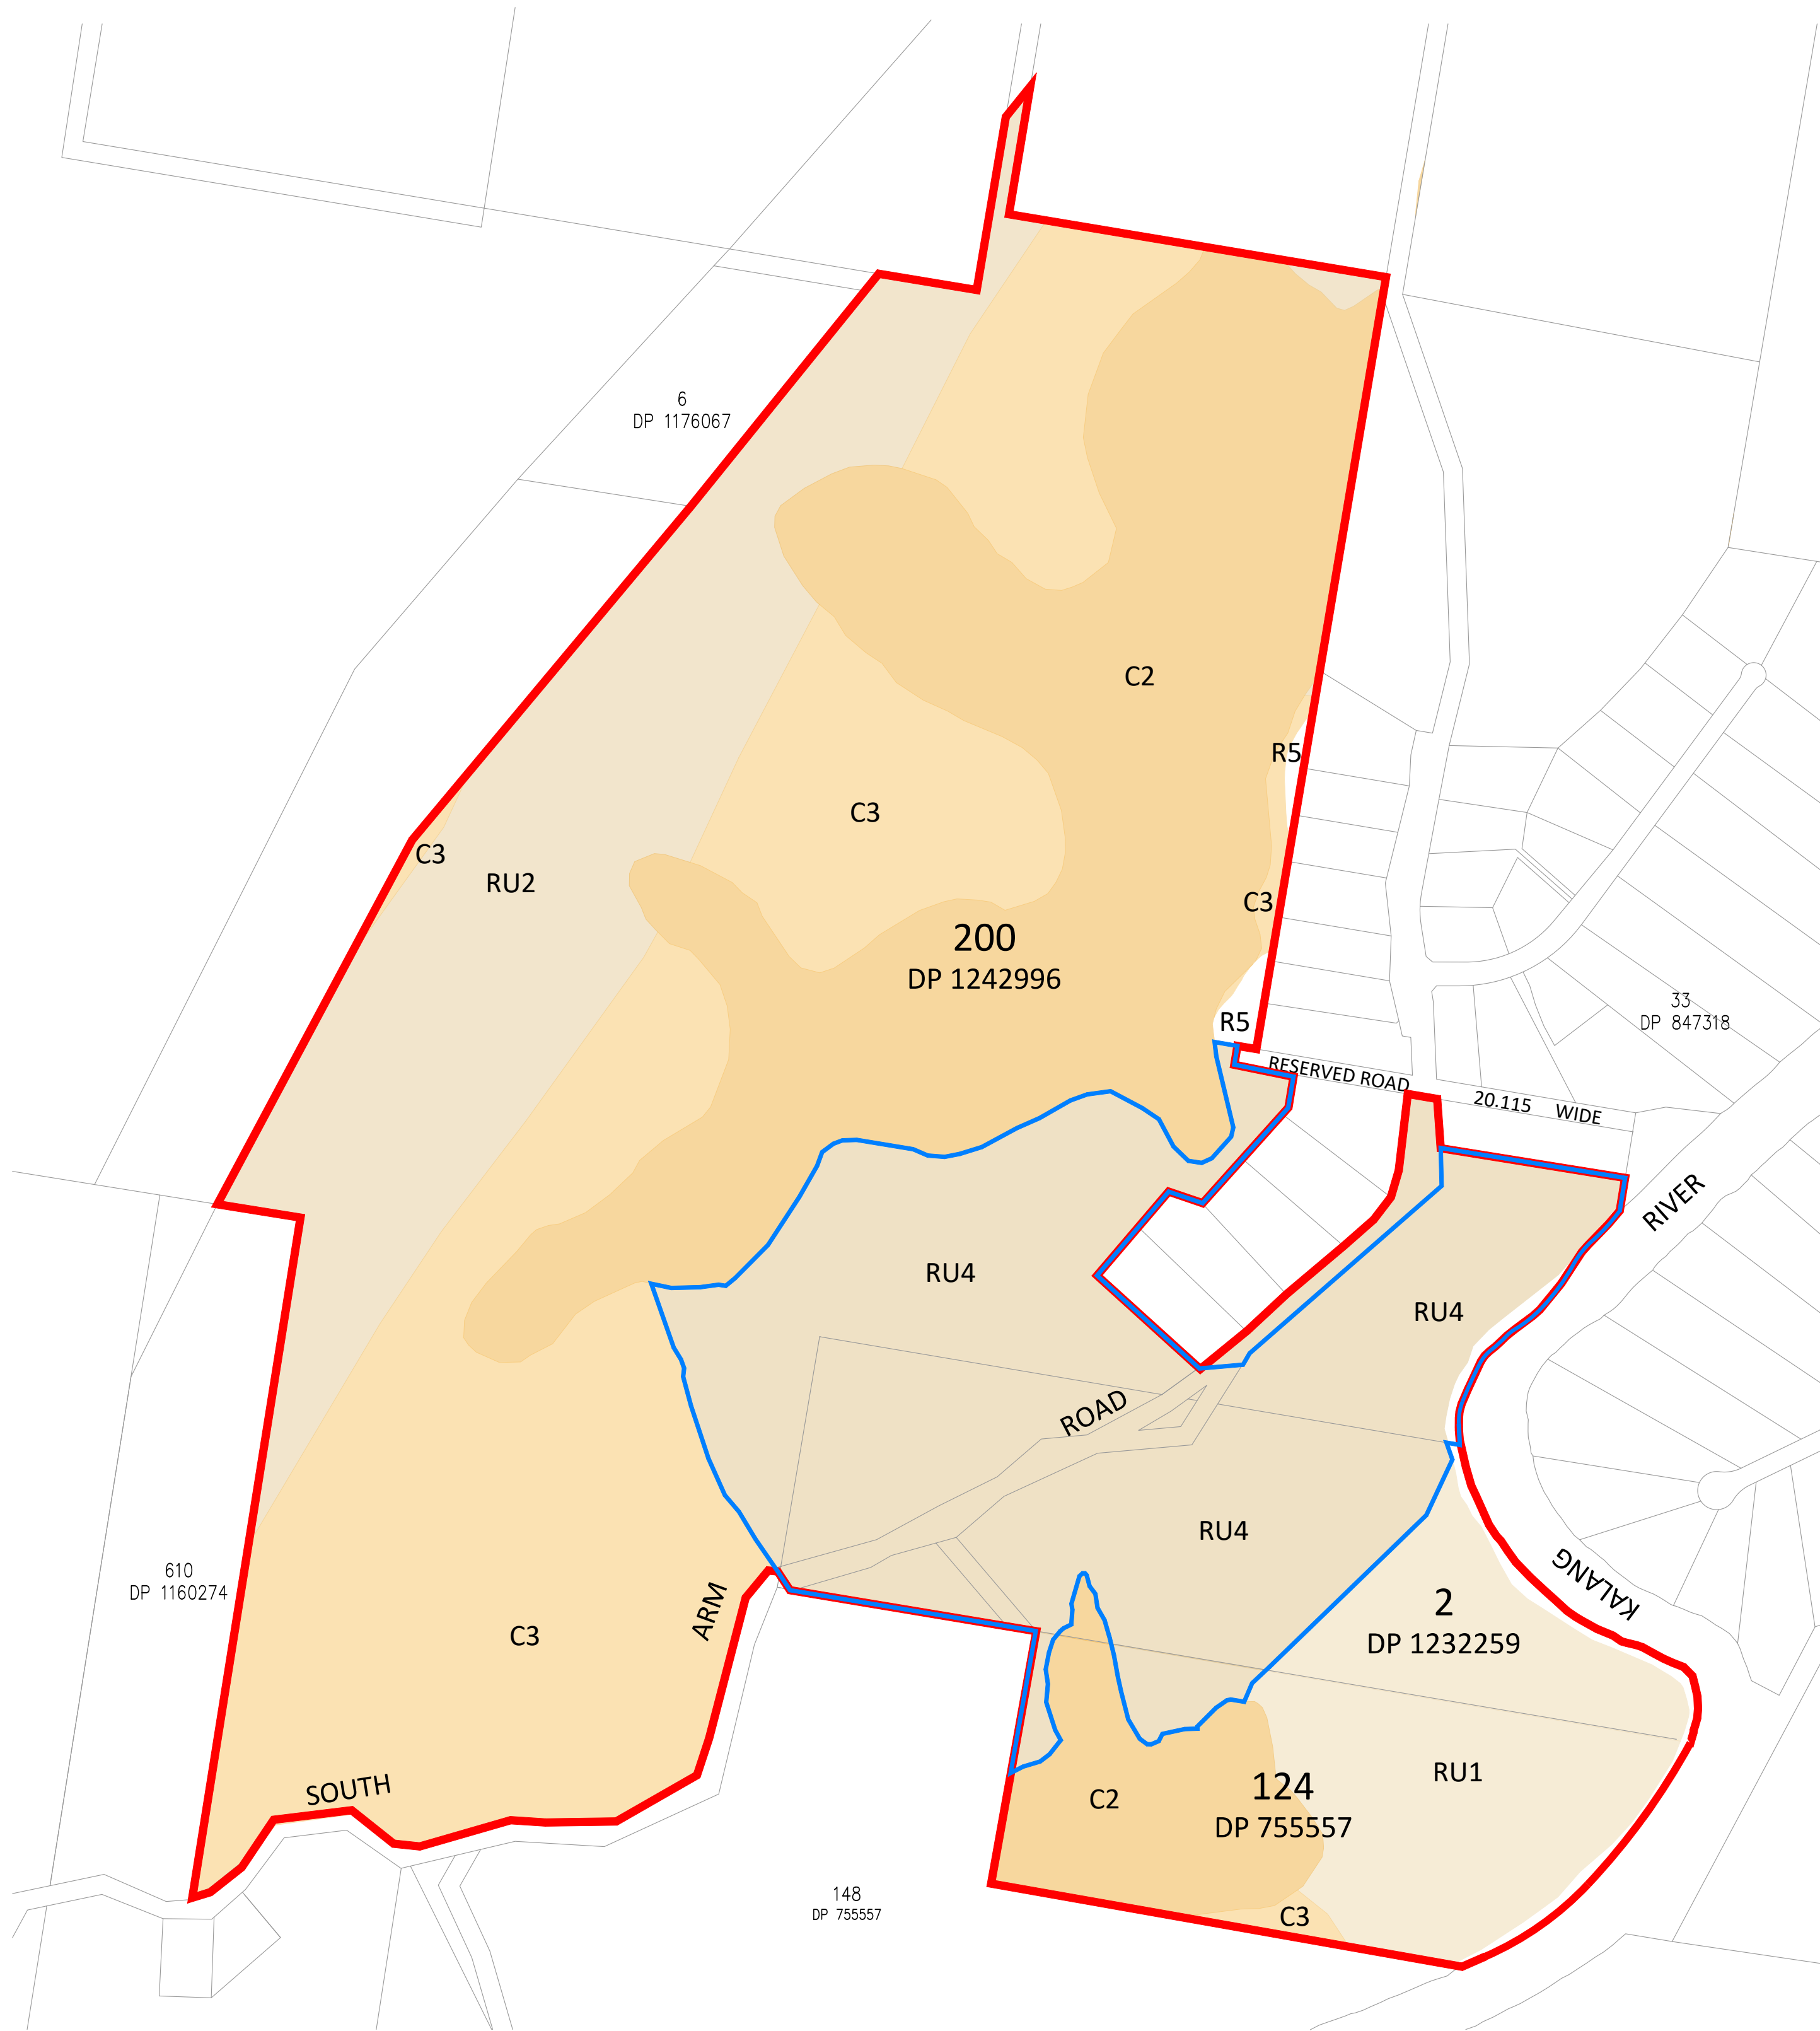 6
DP 1176067
C2
R5
C3
C3
RU2
C3
200
DP 1242996
33
DP 847318
R5
RESERVED ROAD
20.115 WIDE
RIVER
RU4
RU4
ROAD
RU4
KALANG
610
DP 1160274
ARM
C3
2
DP 1232259
SOUTH
RU1
124
DP 755557
C2
148
DP 755557
C3